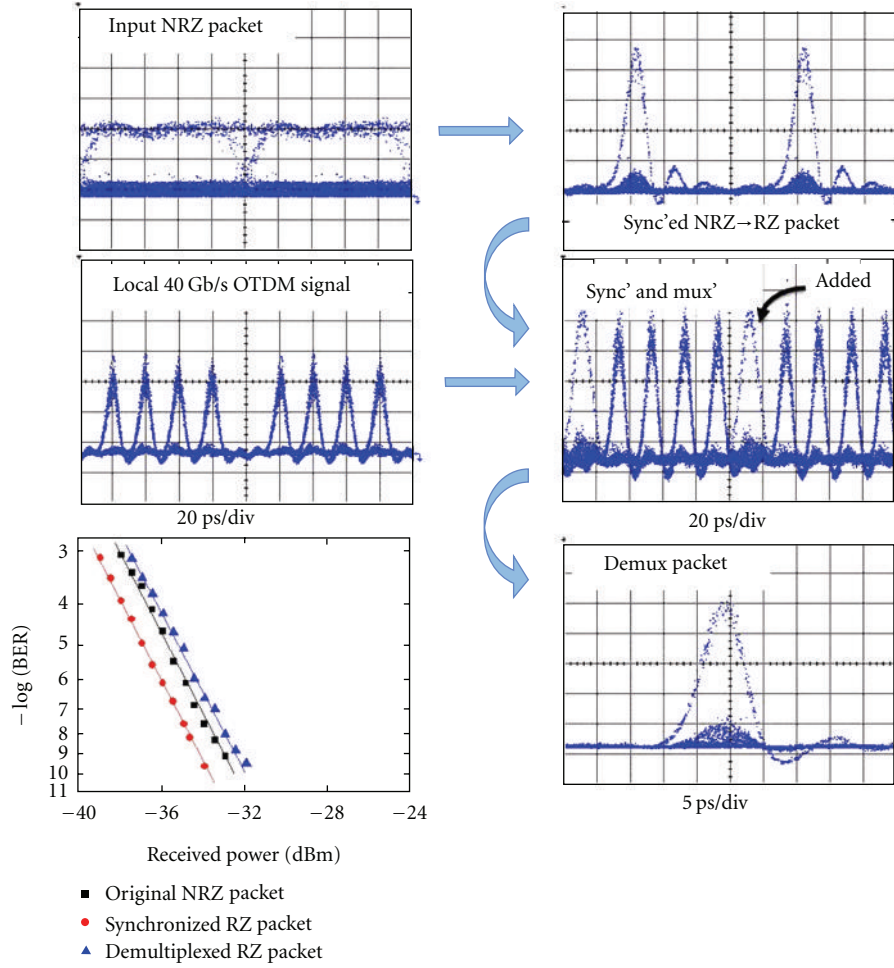 Input NRZ packet
Sync'ed NRZ→RZ packet
Local 40 Gb/s OTDM signal
Sync' and mux'
Added
20 ps/div
20 ps/div
Demux packet
5 ps/div
− log (BER)
3
4
5
6
7
8
9
10
11
−40
−36
−32
−28
−24
Received power (dBm)
Original NRZ packet
Synchronized RZ packet
Demultiplexed RZ packet